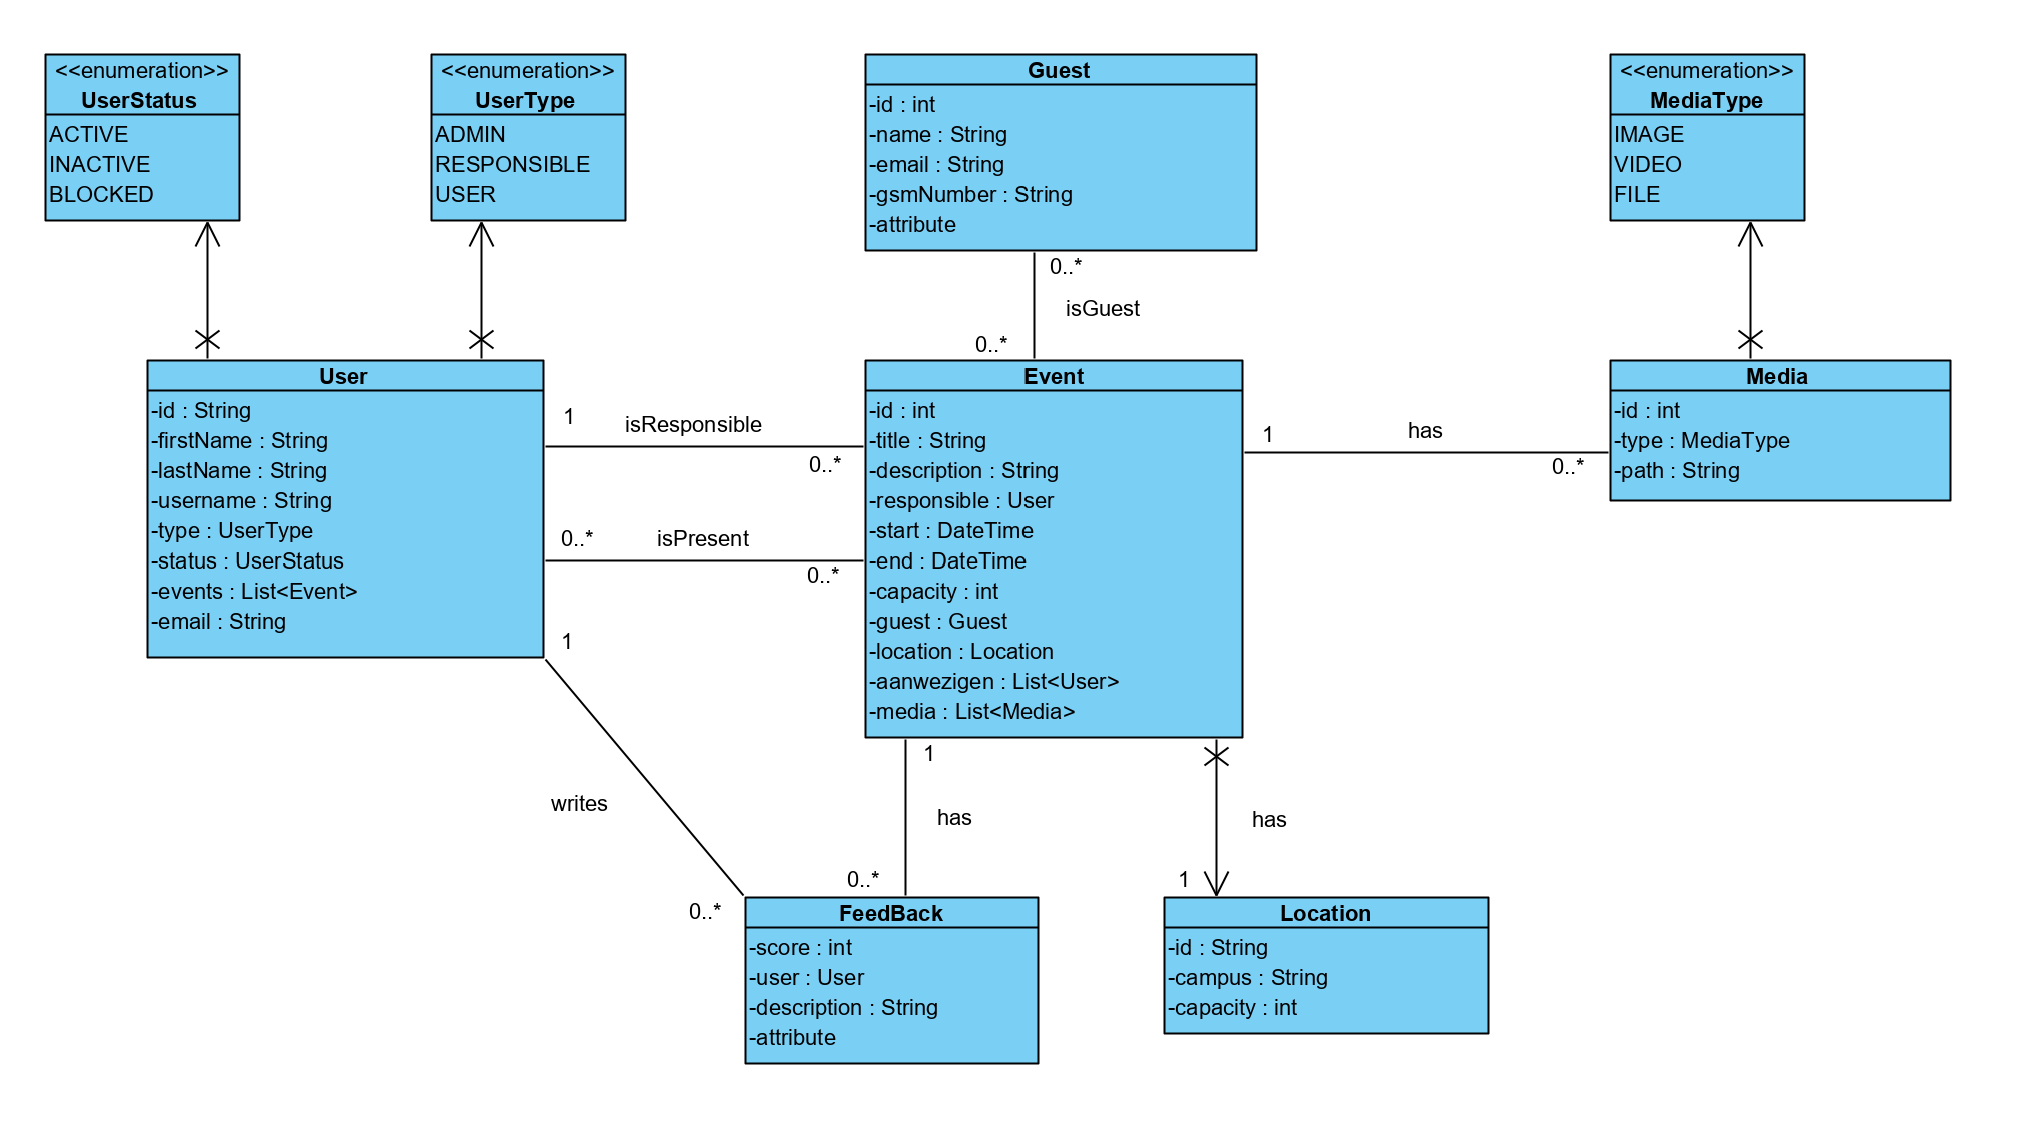 <<enumeration>>
UserStatus
ACTIVE
INACTIVE
BLOCKED
<<enumeration>>
UserType
ADMIN
RESPONSIBLE
USER
Guest
-id : int
-name : String
-email : String
-gsmNumber : String
-attribute
<<enumeration>>
MediaType
IMAGE
VIDEO
FILE
0..*
isGuest
0..*
User
-id : String
-firstName : String
-lastName : String
-username : String
-type : UserType
-status : UserStatus
-events : List<Event>
-email : String
1
isResponsible
0..*
0..*
isPresent
0..*
Event
-id : int
-title : String
-description : String
-responsible : User
-start : DateTime
-end : DateTime
-capacity : int
-guest : Guest
-location : Location
-aanwezigen : List<User>
-media : List<Media>
1
has
0..*
Media
-id : int
-type : MediaType
-path : String
1
writes
0..*
1
has
0..*
has
1
FeedBack
-score : int
-user : User
-description : String
-attribute
Location
-id : String
-campus : String
-capacity : int